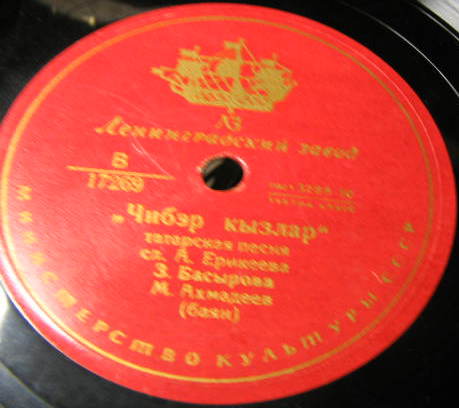 ЛЗ
Ленинградский завод
В
17269
„Чибэр кызлар"
татарская песня
сл. А. Ерикеева
З. Басырова
М. Ахмадеев
(баян)
МИНИСТЕРСТВО КУЛЬТУРЫ СССР